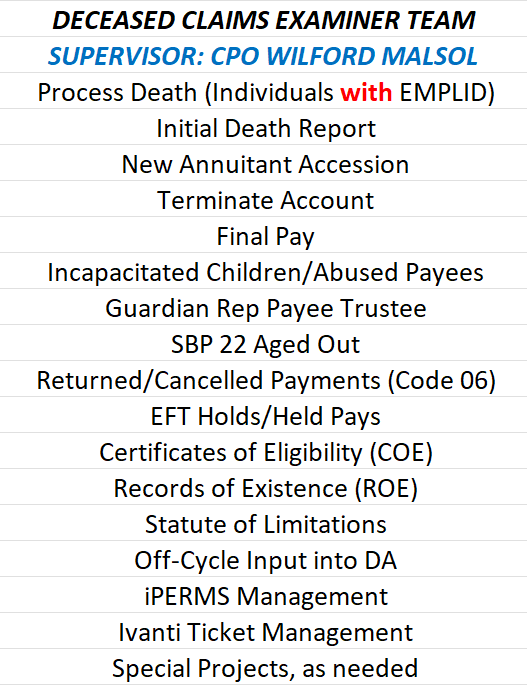 DECEASED CLAIMS EXAMINER TEAM
SUPERVISOR: CPO WILFORD MALSOL
Process Death (Individuals with EMPLID)
Initial Death Report
New Annuitant Accession
Terminate Account
Final Pay
Incapacitated Children/Abused Payees
Guardian Rep Payee Trustee
SBP 22 Aged Out
Returned/Cancelled Payments (Code 06)
EFT Holds/Held Pays
Certificates of Eligibility (COE)
Records of Existence (ROE)
Statute of Limitations
Off-Cycle Input into DA
iPERMS Management
Ivanti Ticket Management
Special Projects, as needed